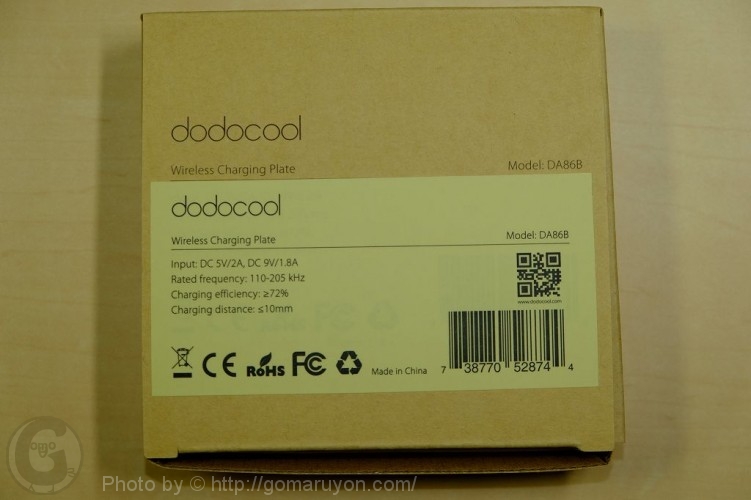 dodocool
Wireless Charging Plate Model: DA86B
dodocool
Wireless Charging Plate Model: DA86B
Input: DC 5V/2A, DC 9V/1.8A
Rated frequency: 110-205 kHz
Charging efficiency: ≥72%
Charging distance: ≤10mm
www.dodocool.com
CE RoHS FC Made in China
7 38770 52874 4
Photo by © http://gomaruyon.com/